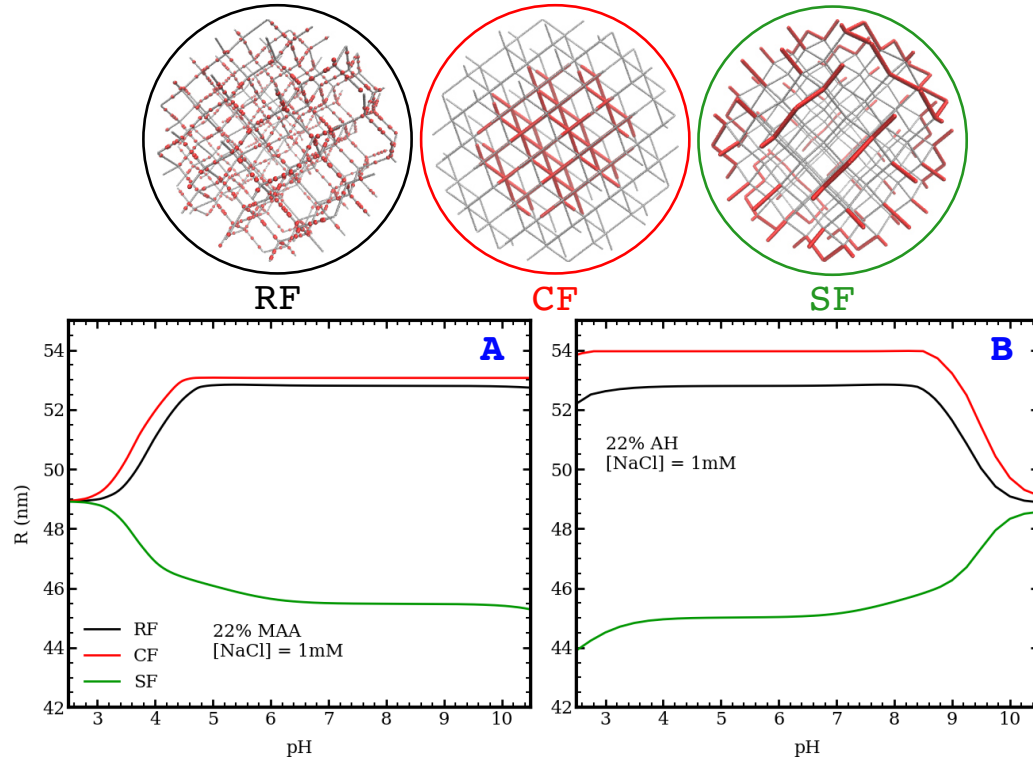 RF CF SF
A
B
54
52
50
48
46
44
42
R (nm)
RF
CF
SF
22% MAA
[NaCl] = 1mM
3 4 5 6 7 8 9 10
pH
54
52
50
48
46
44
42
22% AH
[NaCl] = 1mM
3 4 5 6 7 8 9 10
pH